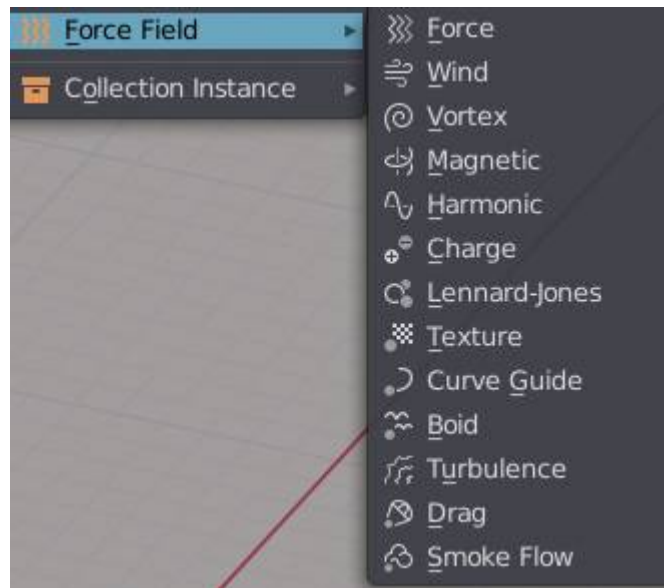 Force Field
Collection Instance
Force
Wind
Vortex
Magnetic
Harmonic
Charge
Lennard-Jones
Texture
Curve Guide
Boid
Turbulence
Drag
Smoke Flow